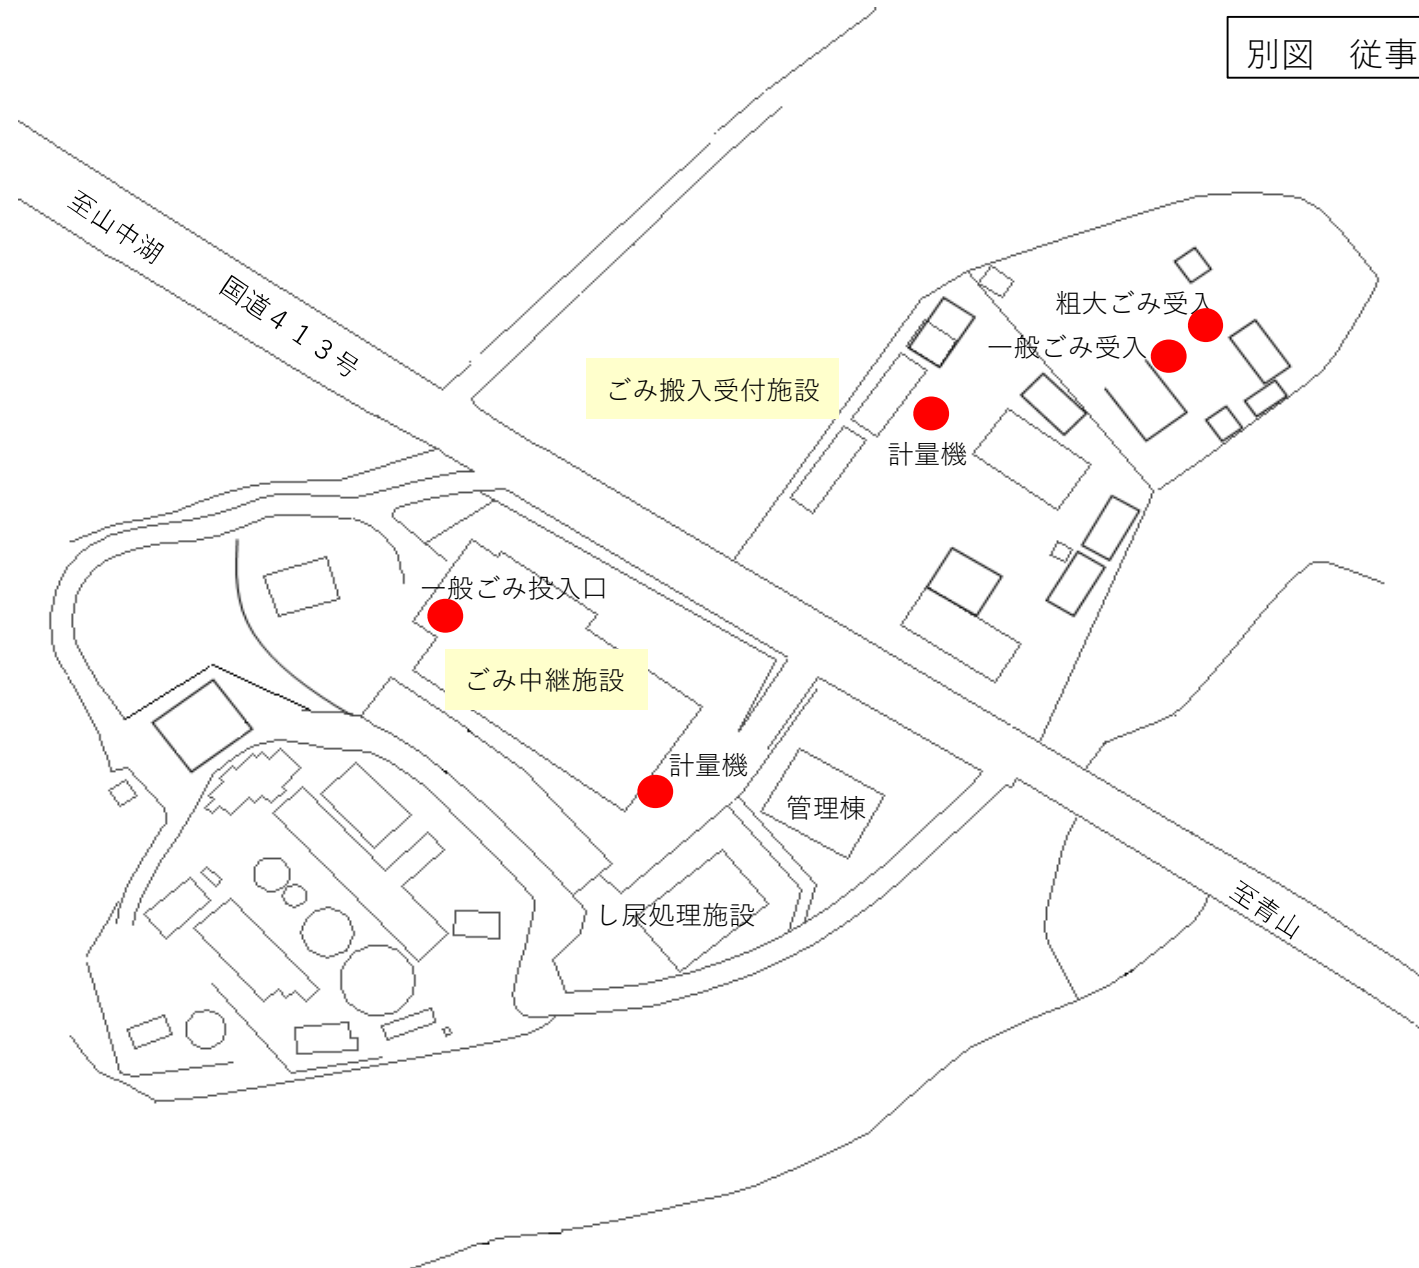 別図　従事
至山中湖　　国道４１３号
粗大ごみ受入
一般ごみ受入
ごみ搬入受付施設
計量機
一般ごみ投入口
ごみ中継施設
計量機
管理棟
し尿処理施設
至青山